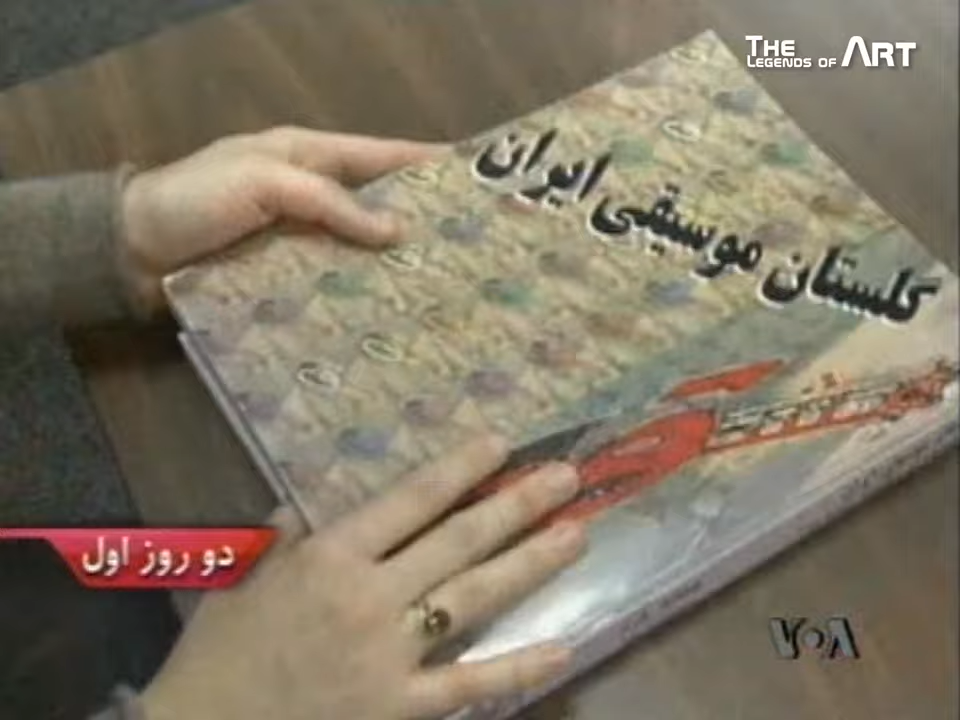 THE
LEGENDS OF ART
گلستان موسیقی ایران
دو روز اول
VOA